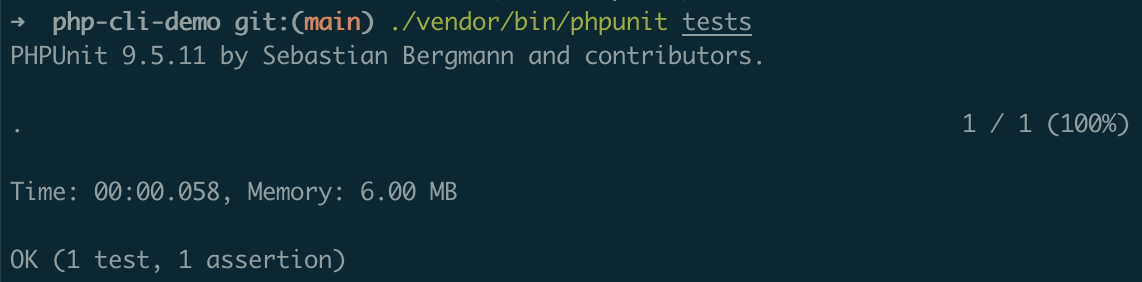 ➜ php-cli-demo git:(main) ./vendor/bin/phpunit tests
PHPUnit 9.5.11 by Sebastian Bergmann and contributors.
. 1 / 1 (100%)
Time: 00:00.058, Memory: 6.00 MB
OK (1 test, 1 assertion)